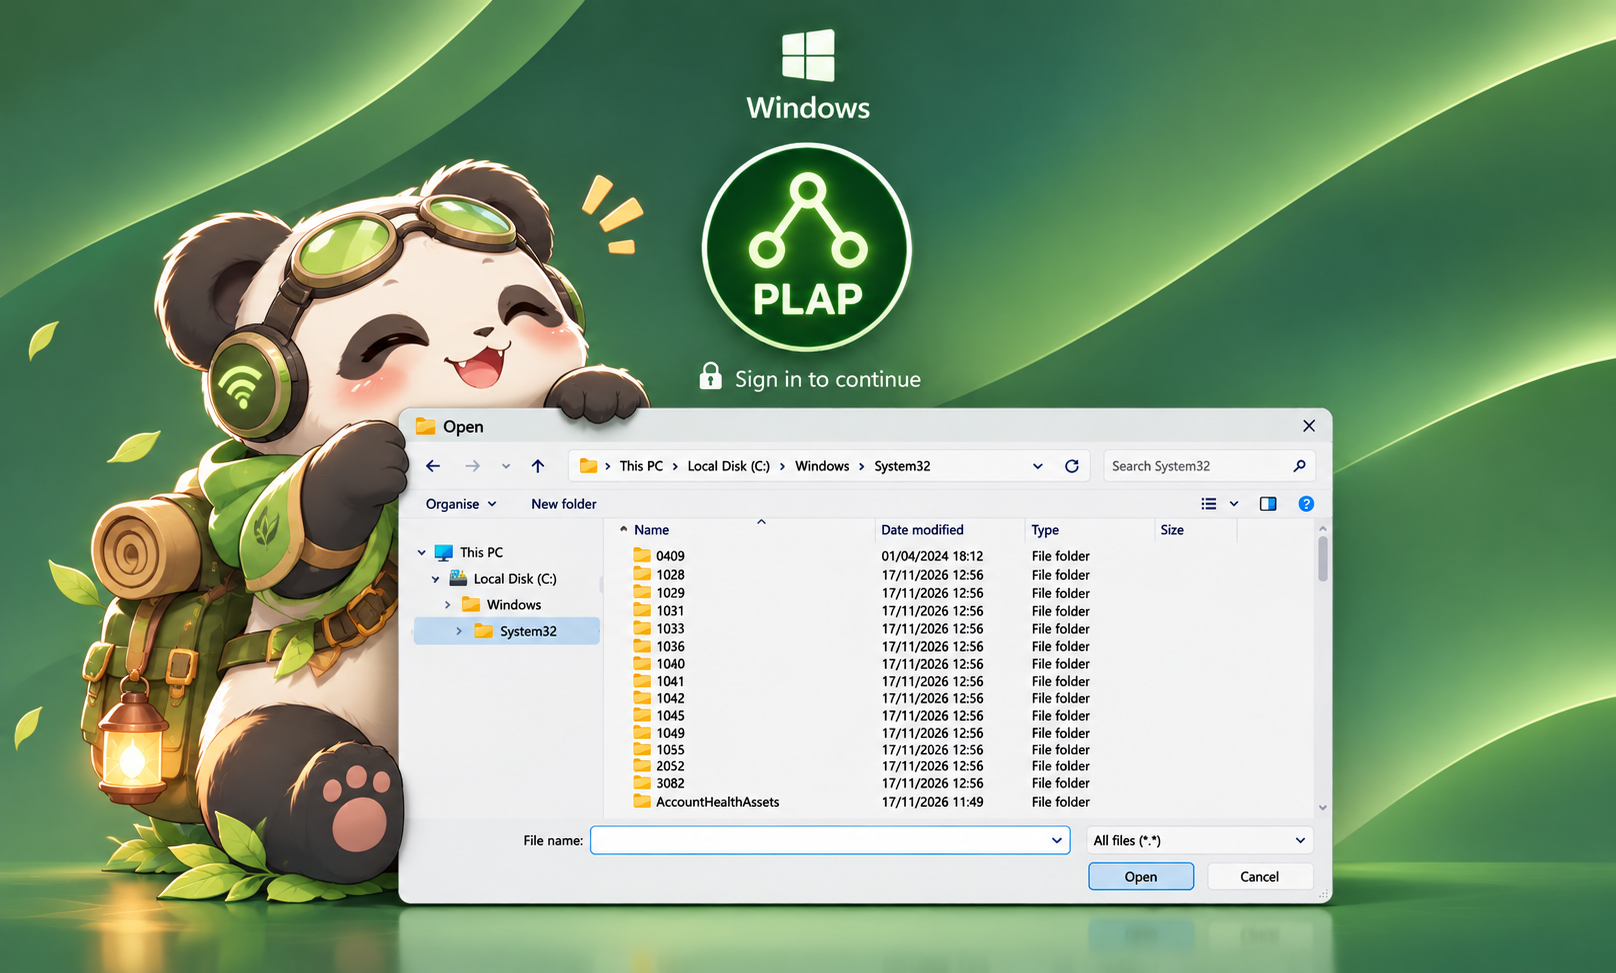 Windows
PLAP
Sign in to continue
Open
This PC > Local Disk (C:) > Windows > System32
Search System32
Organise
New folder
Name Date modified Type Size
This PC
Local Disk (C:)
Windows
System32
0409 01/04/2024 18:12 File folder
1028 17/11/2026 12:56 File folder
1029 17/11/2026 12:56 File folder
1031 17/11/2026 12:56 File folder
1033 17/11/2026 12:56 File folder
1036 17/11/2026 12:56 File folder
1040 17/11/2026 12:56 File folder
1041 17/11/2026 12:56 File folder
1042 17/11/2026 12:56 File folder
1045 17/11/2026 12:56 File folder
1049 17/11/2026 12:56 File folder
1055 17/11/2026 12:56 File folder
2052 17/11/2026 12:56 File folder
3082 17/11/2026 12:56 File folder
AccountHealthAssets 17/11/2026 11:49 File folder
File name:
All files (*.*)
Open
Cancel